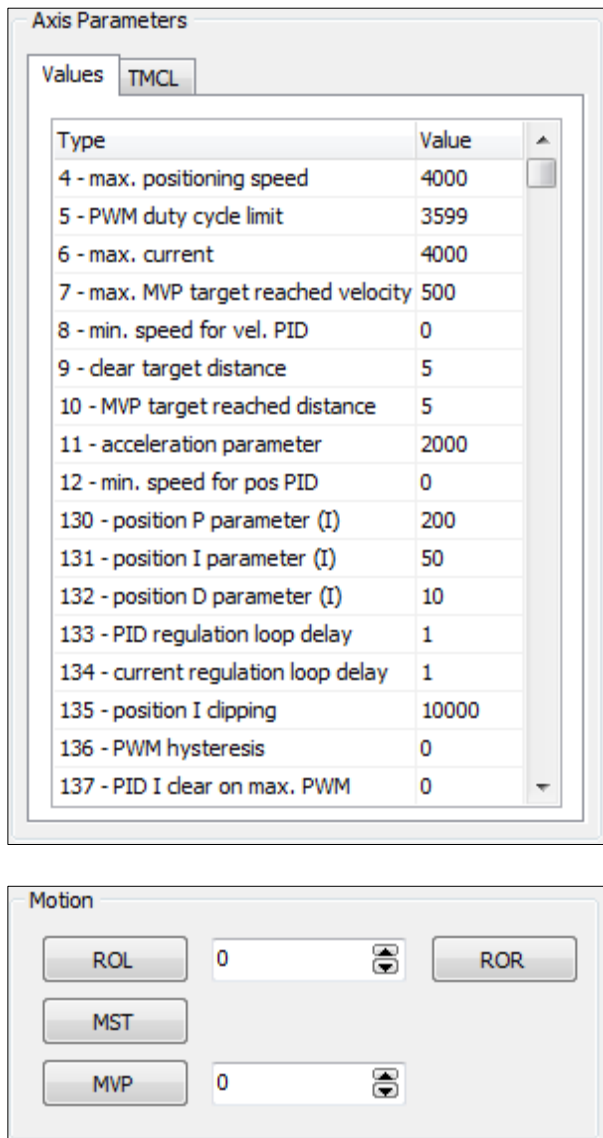 Axis Parameters
Values TMCL
Type Value
4 - max. positioning speed 4000
5 - PWM duty cycle limit 3599
6 - max. current 4000
7 - max. MVP target reached velocity 500
8 - min. speed for vel. PID 0
9 - clear target distance 5
10 - MVP target reached distance 5
11 - acceleration parameter 2000
12 - min. speed for pos PID 0
130 - position P parameter (I) 200
131 - position I parameter (I) 50
132 - position D parameter (I) 10
133 - PID regulation loop delay 1
134 - current regulation loop delay 1
135 - position I clipping 10000
136 - PWM hysteresis 0
137 - PID I clear on max. PWM 0
Motion
ROL 0 ROR
MST
MVP 0